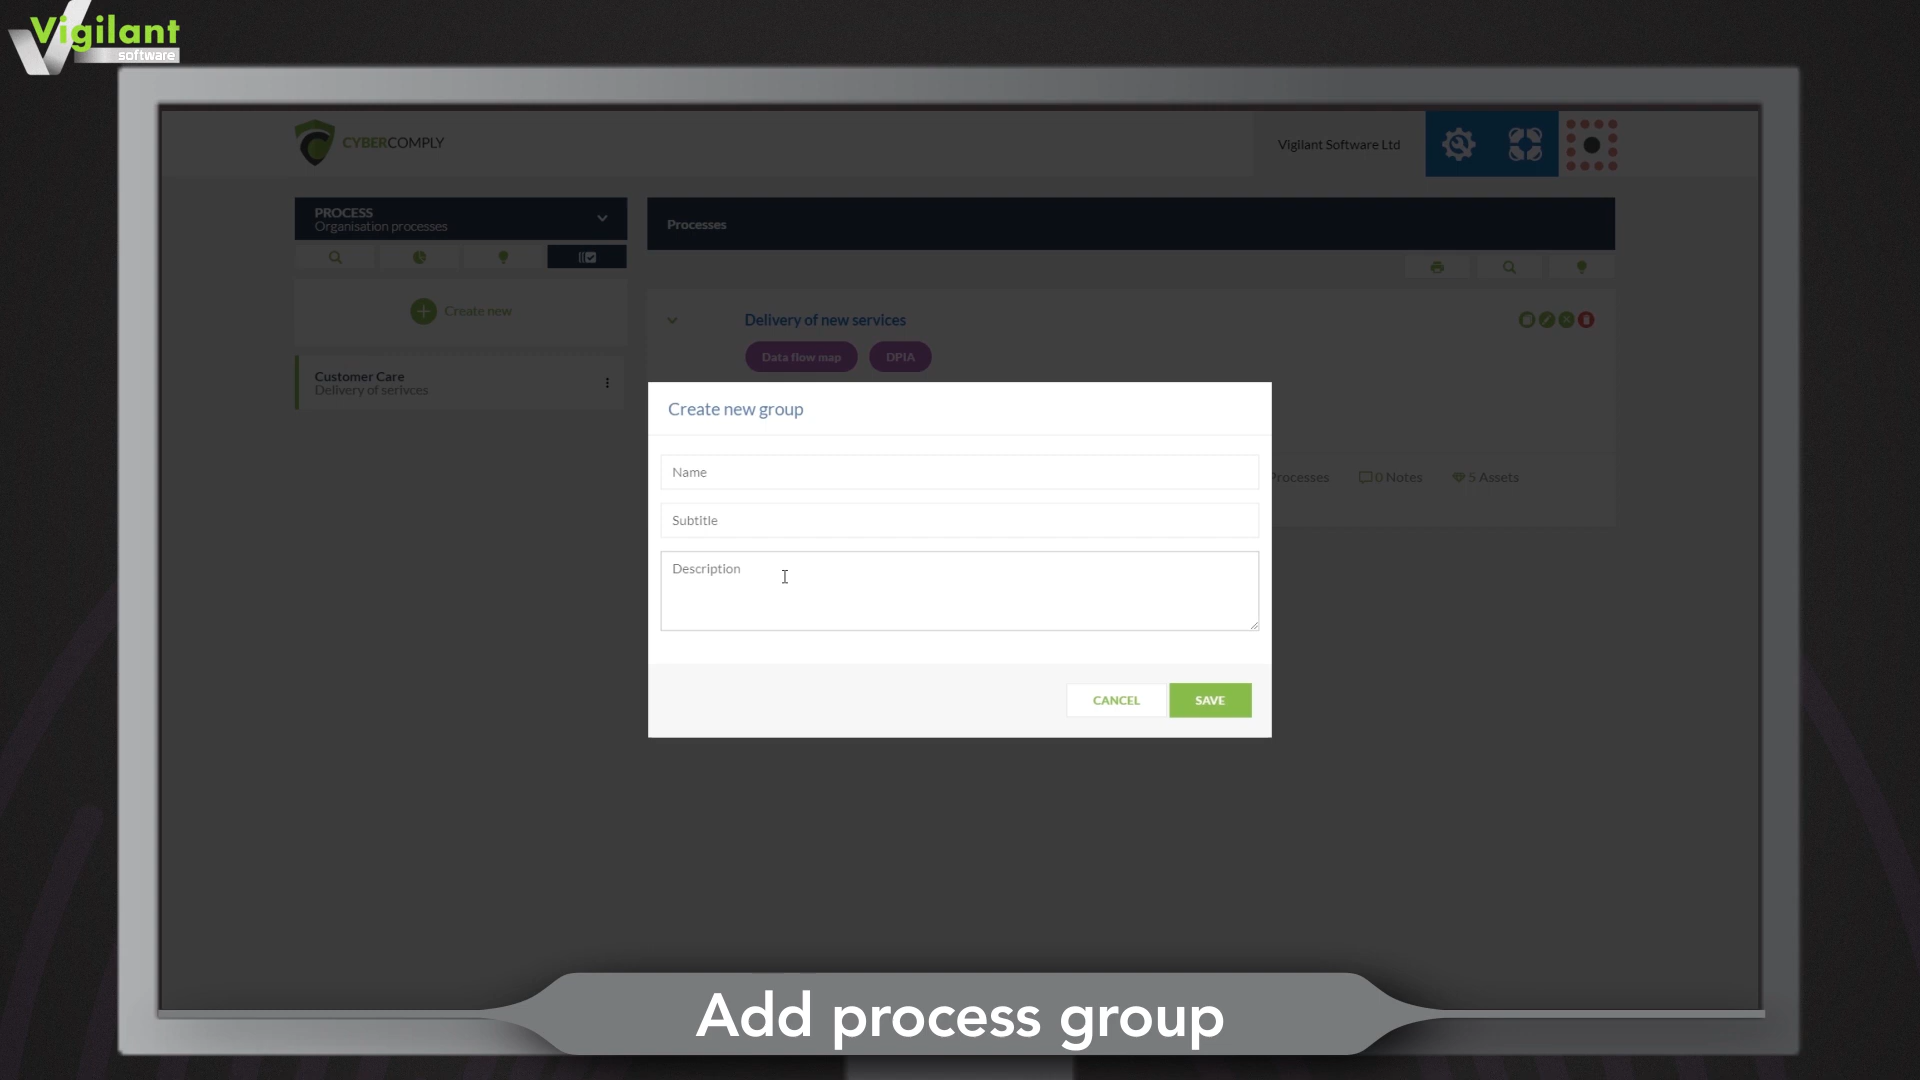 Vigilant
software
CYBERCOMPLY
Vigilant Software Ltd
PROCESS
Organisation processes
Processes
Create new
Delivery of new services
Data flow map
DPIA
Customer Care
Delivery of serivces
Create new group
Name
Processes
0 Notes
5 Assets
Subtitle
Description
CANCEL
SAVE
Add process group